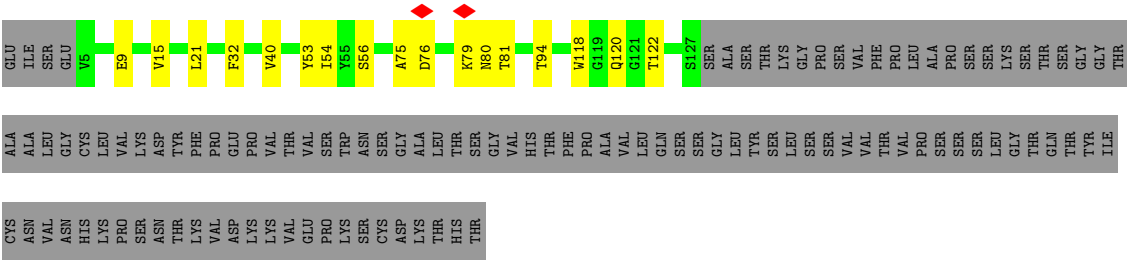 GLU ILE SER GLU V5 E9 V15 L21 F32 V40 Y53 I54 Y55 S56 A75 D76 K79 N80 T81 T94 W118 G119 Q120 G121 T122 S127 SER ALA SER THR LYS GLY PRO SER VAL PHE PRO LEU ALA PRO SER SER LYS SER THR SER GLY GLY THR
ALA ALA LEU GLY CYS LEU VAL LYS ASP TYR PHE PRO GLU PRO VAL THR VAL SER TRP ASN SER GLY ALA LEU THR SER GLY VAL HIS THR PHE PRO ALA VAL LEU GLN SER SER GLY LEU TYR SER LEU SER SER VAL VAL THR VAL PRO SER SER SER LEU GLY THR GLN THR TYR ILE
CYS ASN VAL ASN HIS LYS PRO SER ASN THR LYS VAL ASP LYS LYS VAL GLU PRO LYS SER CYS ASP LYS THR HIS THR